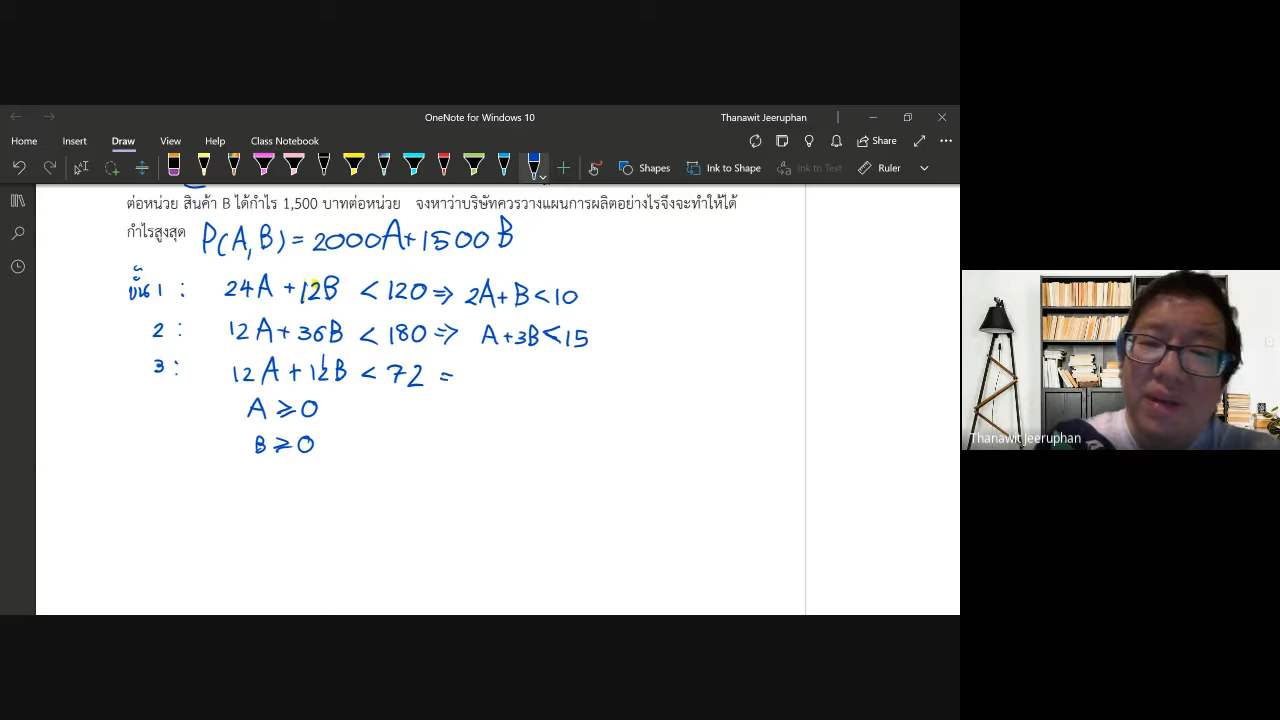 OneNote for Windows 10
Thanawit Jeeruphan
Home Insert Draw View Help Class Notebook
Share
Shapes Ink to Shape Ink to Text Ruler
ต่อหน่วย สินค้า B ได้กำไร 1,500 บาทต่อหน่วย จงหาว่าบริษัทควรวางแผนการผลิตอย่างไรจึงจะทำให้ได้
กำไรสูงสุด P(A,B) = 2000A+1500B
ขั้น 1 : 24A + 12B < 120 ⇒ 2A+B < 10
2 : 12A + 36B < 180 ⇒ A+3B < 15
3 : 12A + 12B < 72 =
A ⩾ 0
B ⩾ 0
Thanawit Jeeruphan